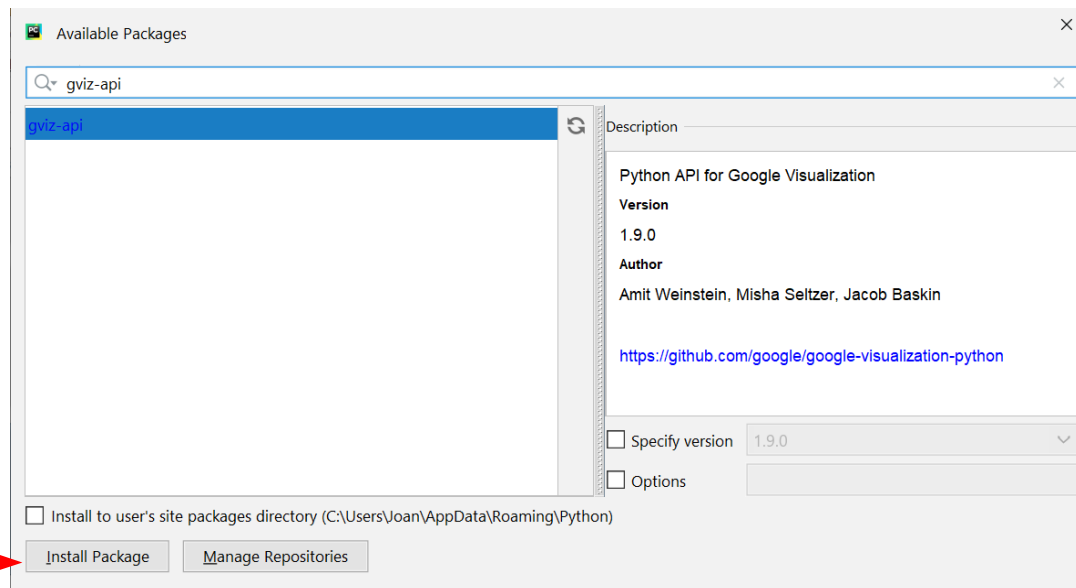 PC
Available Packages
gviz-api
gviz-api
Description
Python API for Google Visualization
Version
1.9.0
Author
Amit Weinstein, Misha Seltzer, Jacob Baskin
https://github.com/google/google-visualization-python
Specify version 1.9.0
Options
Install to user's site packages directory (C:\Users\Joan\AppData\Roaming\Python)
Install Package Manage Repositories